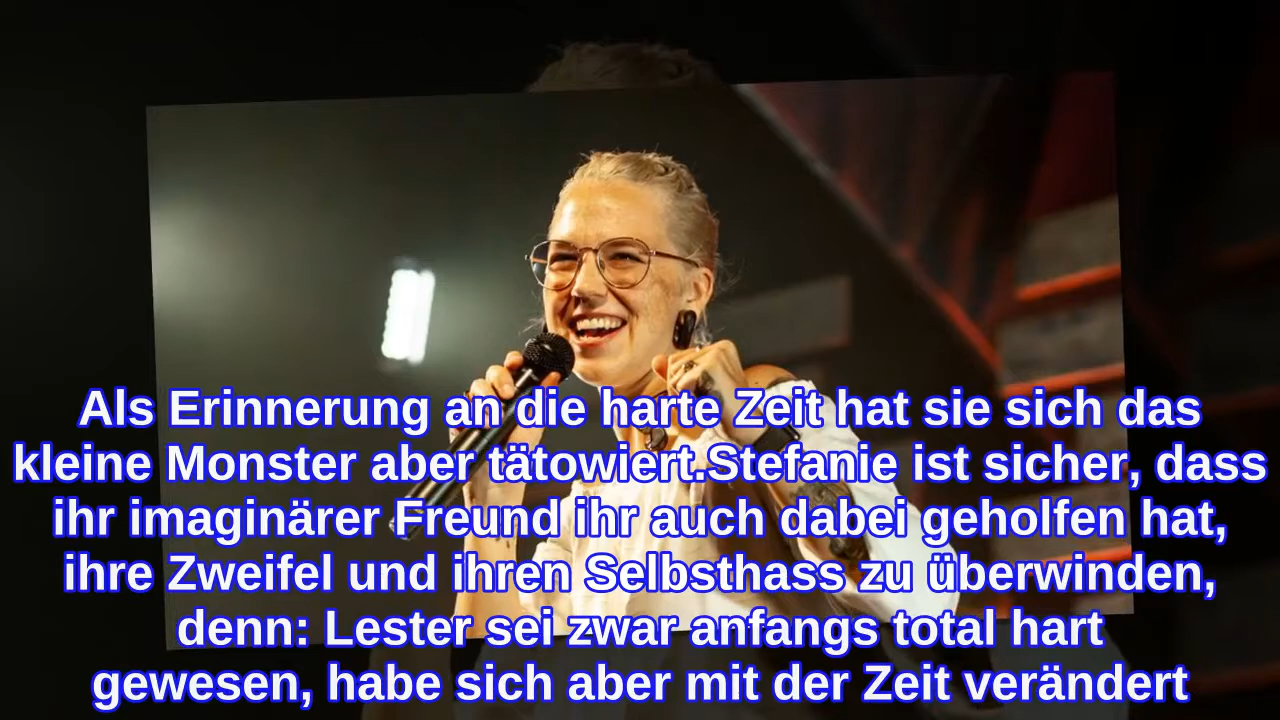 Als Erinnerung an die harte Zeit hat sie sich das
kleine Monster aber tätowiert.Stefanie ist sicher, dass
ihr imaginärer Freund ihr auch dabei geholfen hat,
ihre Zweifel und ihren Selbsthass zu überwinden,
denn: Lester sei zwar anfangs total hart
gewesen, habe sich aber mit der Zeit verändert